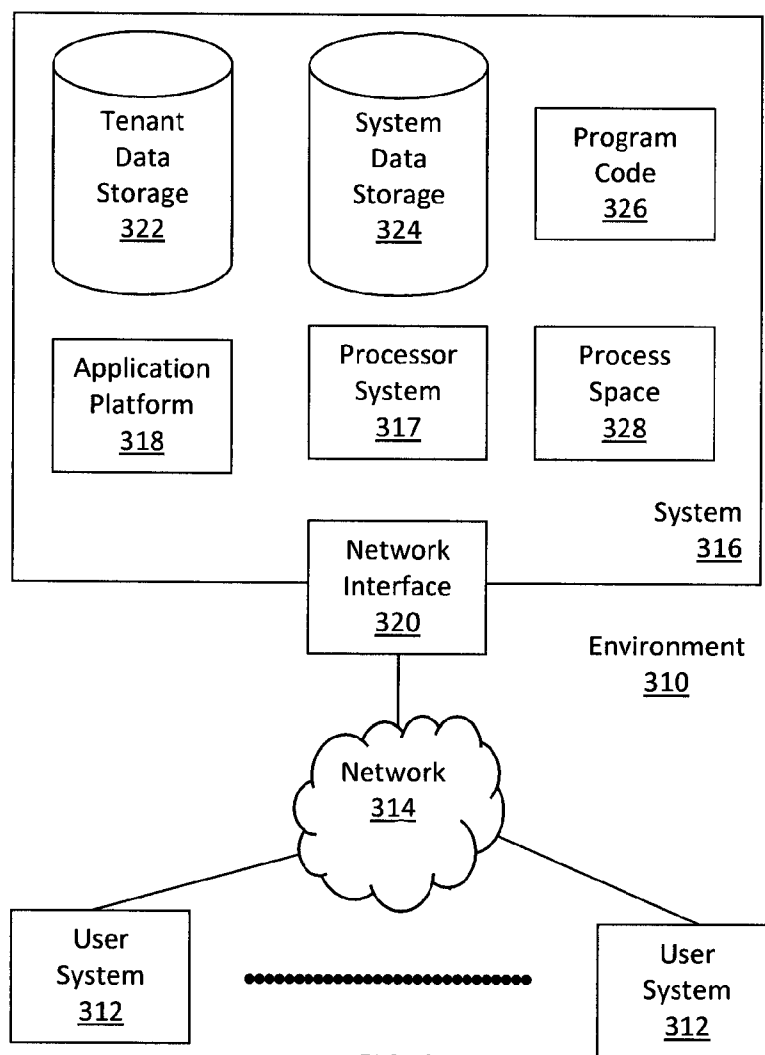 Tenant
Data
Storage
322
System
Data
Storage
324
Program
Code
326
Application
Platform
318
Processor
System
317
Process
Space
328
System
316
Network
Interface
320
Environment
310
Network
314
User
System
312
User
System
312